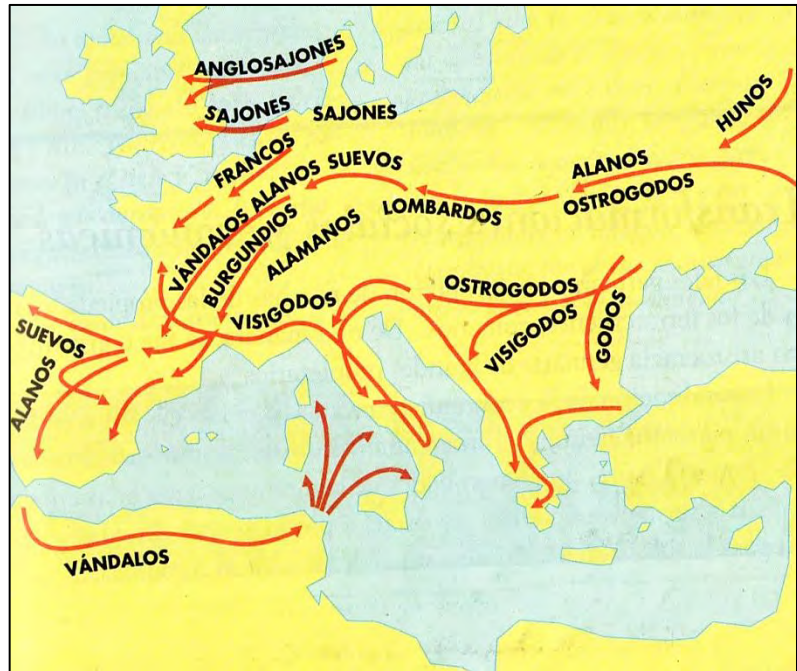 ANGLOSAJONES
SAJONES
SAJONES
HUNOS
FRANCOS
VÁNDALOS ALANOS SUEVOS
ALANOS
LOMBARDOS
OSTROGODOS
BURGUNDIOS
ALAMANOS
OSTROGODOS
VISIGODOS
VISIGODOS
GODOS
SUEVOS
ALANOS
VÁNDALOS